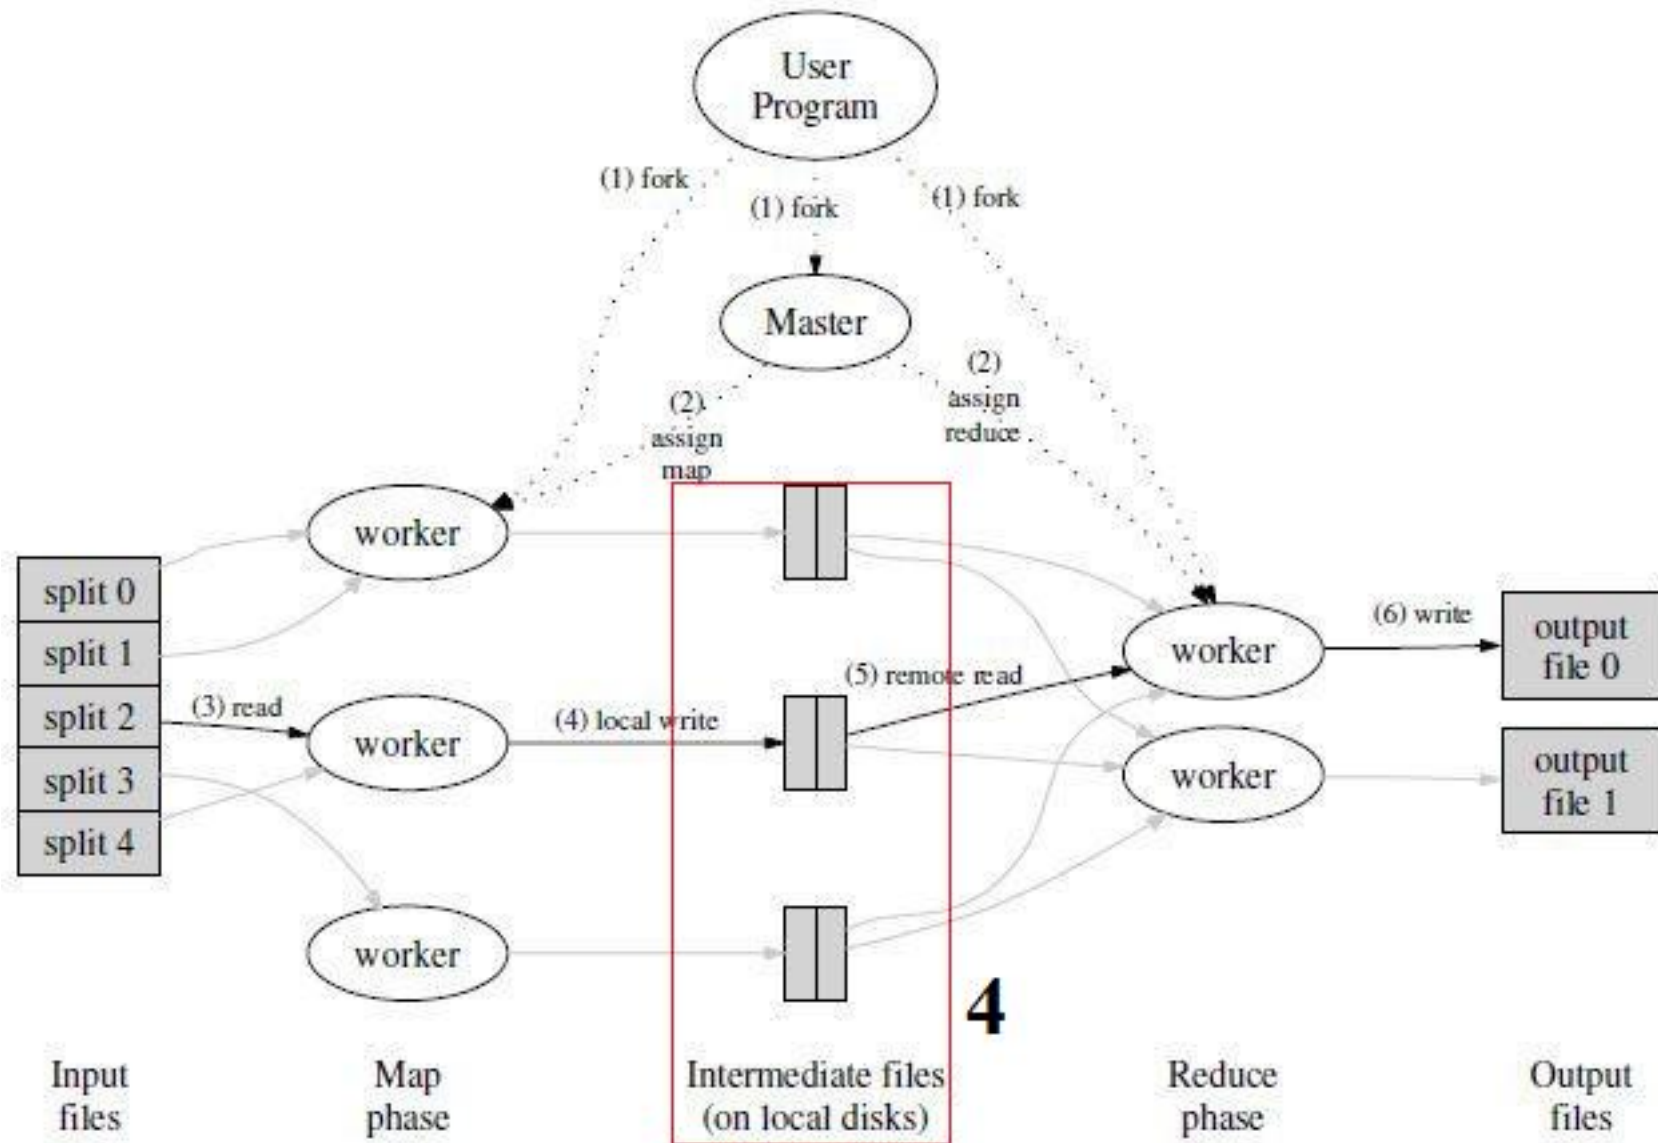 User
Program
(1) fork
(1) fork
(1) fork
Master
(2)
assign
map
(2)
assign
reduce
worker
split 0
split 1
split 2
split 3
split 4
(3) read
worker
(4) local write
worker
(5) remote read
worker
worker
(6) write
output
file 0
output
file 1
4
Input
files
Map
phase
Intermediate files
(on local disks)
Reduce
phase
Output
files